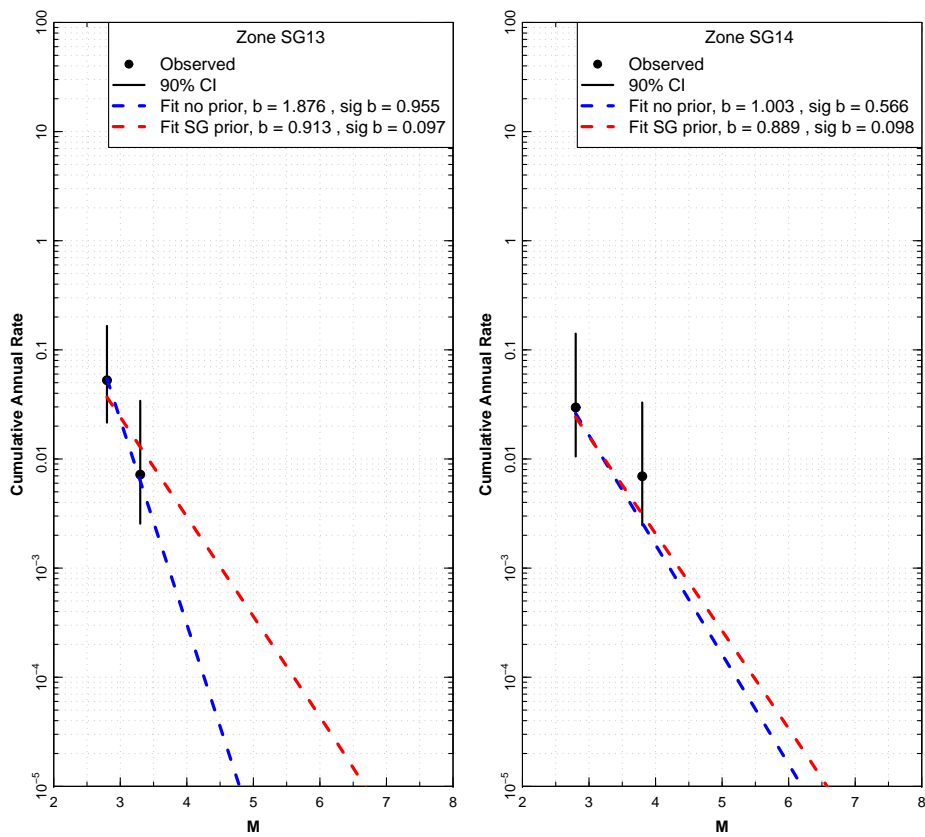 Zone SG13
Observed
90% CI
Fit no prior, b = 1.876 , sig b = 0.955
Fit SG prior, b = 0.913 , sig b = 0.097
Cumulative Annual Rate
100
10
1
0.1
0.01
10⁻³
10⁻⁴
10⁻⁵
2 3 4 5 6 7 8
M
Zone SG14
Observed
90% CI
Fit no prior, b = 1.003 , sig b = 0.566
Fit SG prior, b = 0.889 , sig b = 0.098
Cumulative Annual Rate
100
10
1
0.1
0.01
10⁻³
10⁻⁴
10⁻⁵
2 3 4 5 6 7 8
M